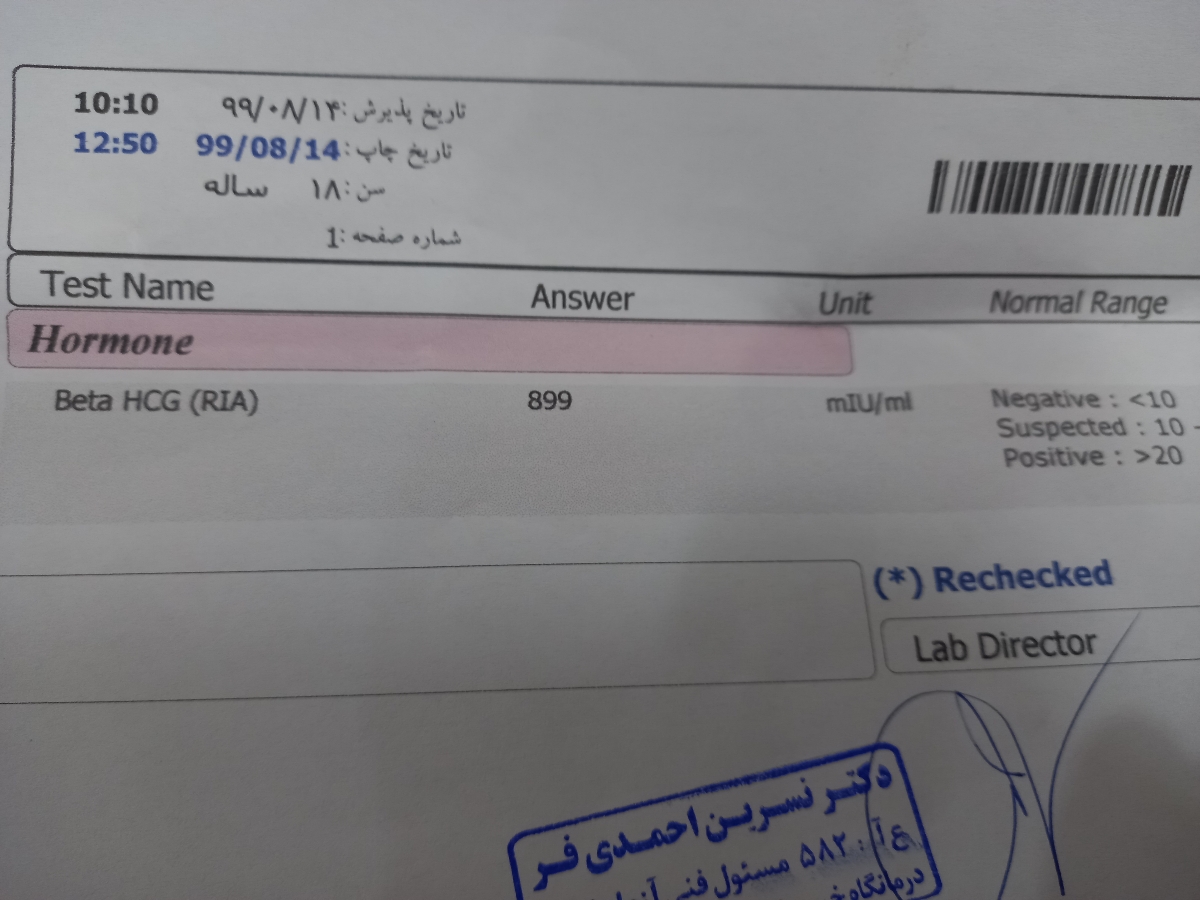 تاریخ پذیرش: ۹۹/۰۸/۱۴ 10:10
تاریخ چاپ: 99/08/14 12:50
سن: ۱۸ ساله
شماره صفحه: 1
Test Name Answer Unit Normal Range
Hormone
Beta HCG (RIA) 899 mIU/ml Negative : <10
Suspected : 10 -
Positive : >20
(*) Rechecked
Lab Director
دکتر نسرین احمدی فر
ع آ : ۵۸۲ مسئول فنی
درمانگاه